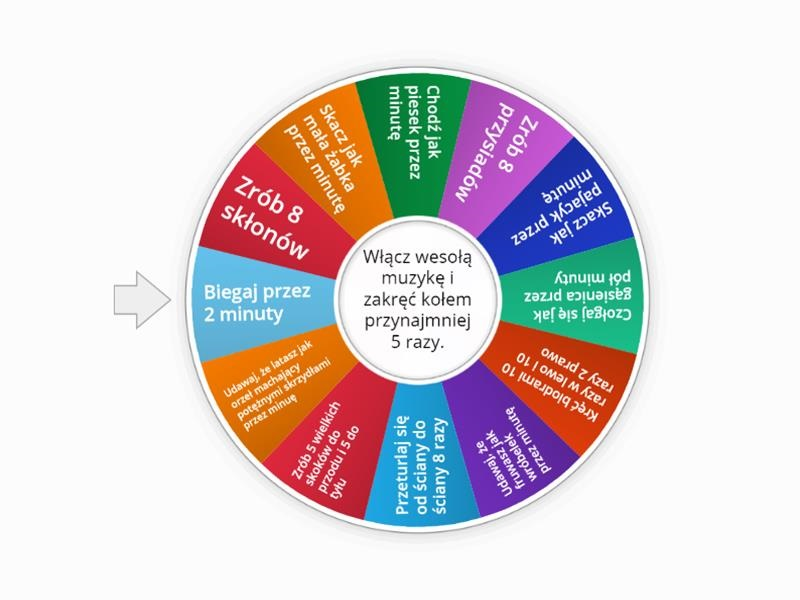 Włącz wesołą
muzykę i
zakręć kołem
przynajmniej
5 razy.
Biegaj przez
2 minuty
Zrób 8
skłonów
Skacz jak
mała żabka
przez minutę
Chodź jak
piesek przez
minutę
Zrób 8
przysiadów
Skacz jak
pajacyk przez
minutę
Czołgaj się jak
gąsienica przez
pół minuty
Kręć biodrami 10
razy w lewo i 10
razy z prawo
Udawaj, że
fruwasz jak
wróbelek
przez minutę
Przeturlaj się
od ściany do
ściany 8 razy
Zrób 5 wielkich
skoków do
przodu i 5 do
tyłu
Udawaj, że latasz jak
orzeł machający
potężnymi skrzydłami
przez minuę